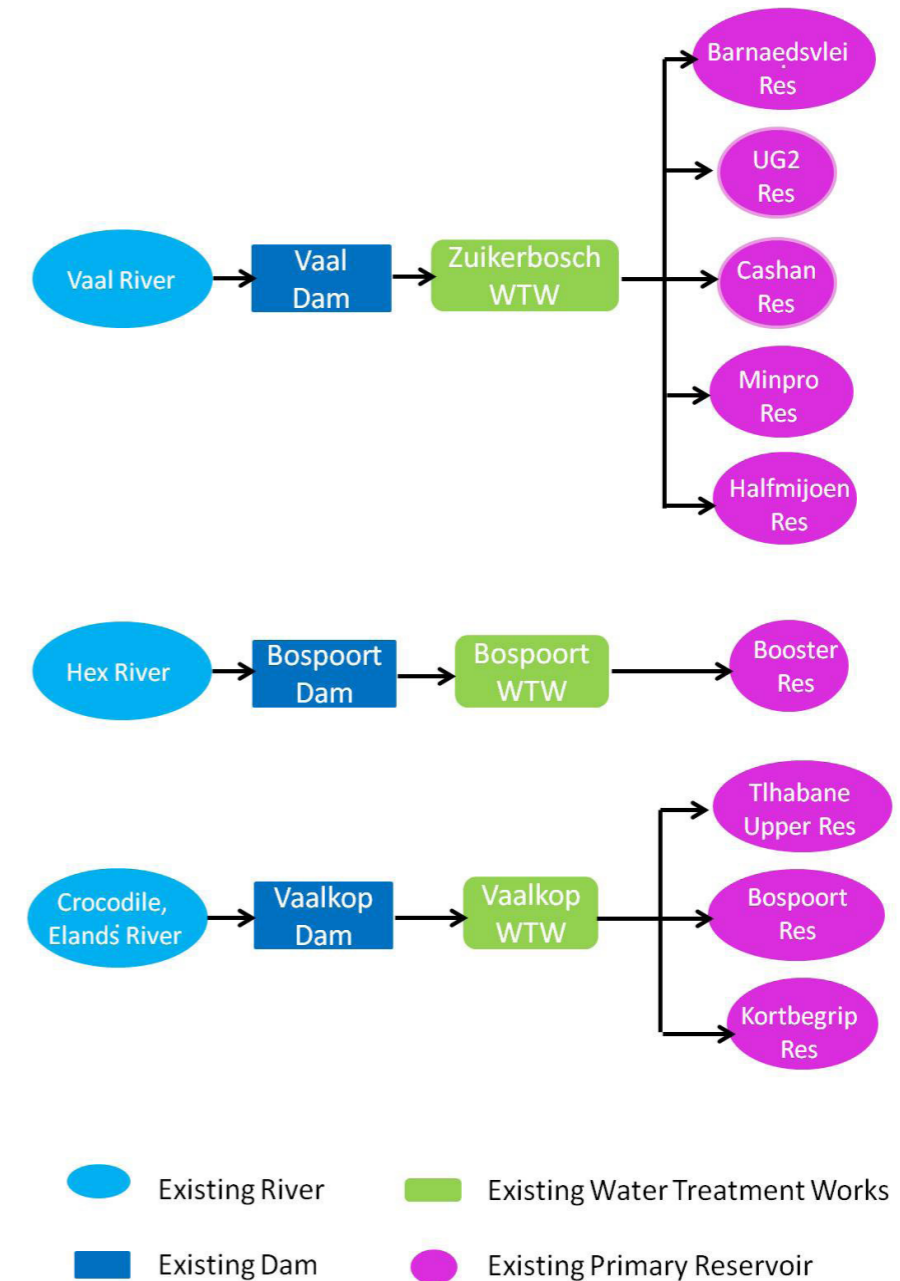 Barnaedsvlei
Res
UG2
Res
Cashan
Res
Vaal River
Vaal
Dam
Zuikerbosch
WTW
Minpro
Res
Halfmijoen
Res
Hex River
Bospoort
Dam
Bospoort
WTW
Booster
Res
Tlhabane
Upper Res
Crocodile,
Elands River
Vaalkop
Dam
Vaalkop
WTW
Bospoort
Res
Kortbegrip
Res
Existing River
Existing Water Treatment Works
Existing Dam
Existing Primary Reservoir